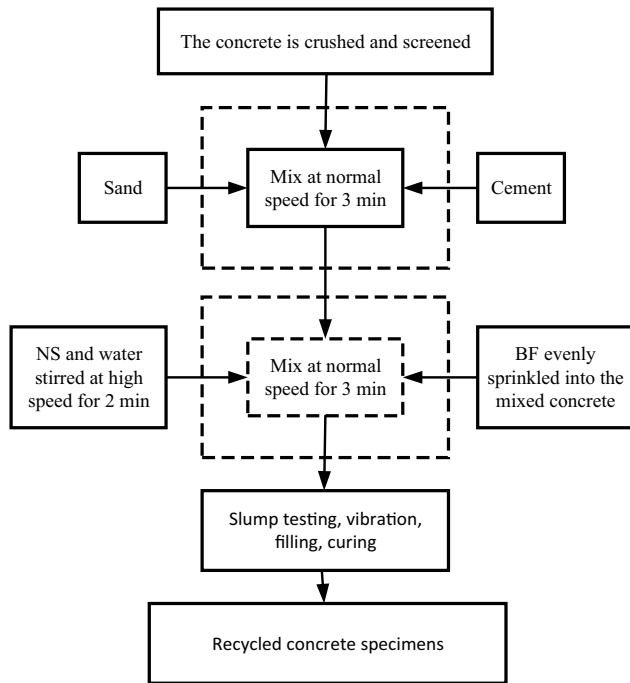 The concrete is crushed and screened
Sand
Mix at normal
speed for 3 min
Cement
NS and water
stirred at high
speed for 2 min
Mix at normal
speed for 3 min
BF evenly
sprinkled into the
mixed concrete
Slump testing, vibration,
filling, curing
Recycled concrete specimens